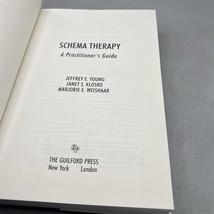 SCHEMA THERAPY
A Practitioner's Guide
JEFFREY E. YOUNG
JANET S. KLOSKO
MARJORIE E. WEISHAAR
THE GUILFORD PRESS
New York London